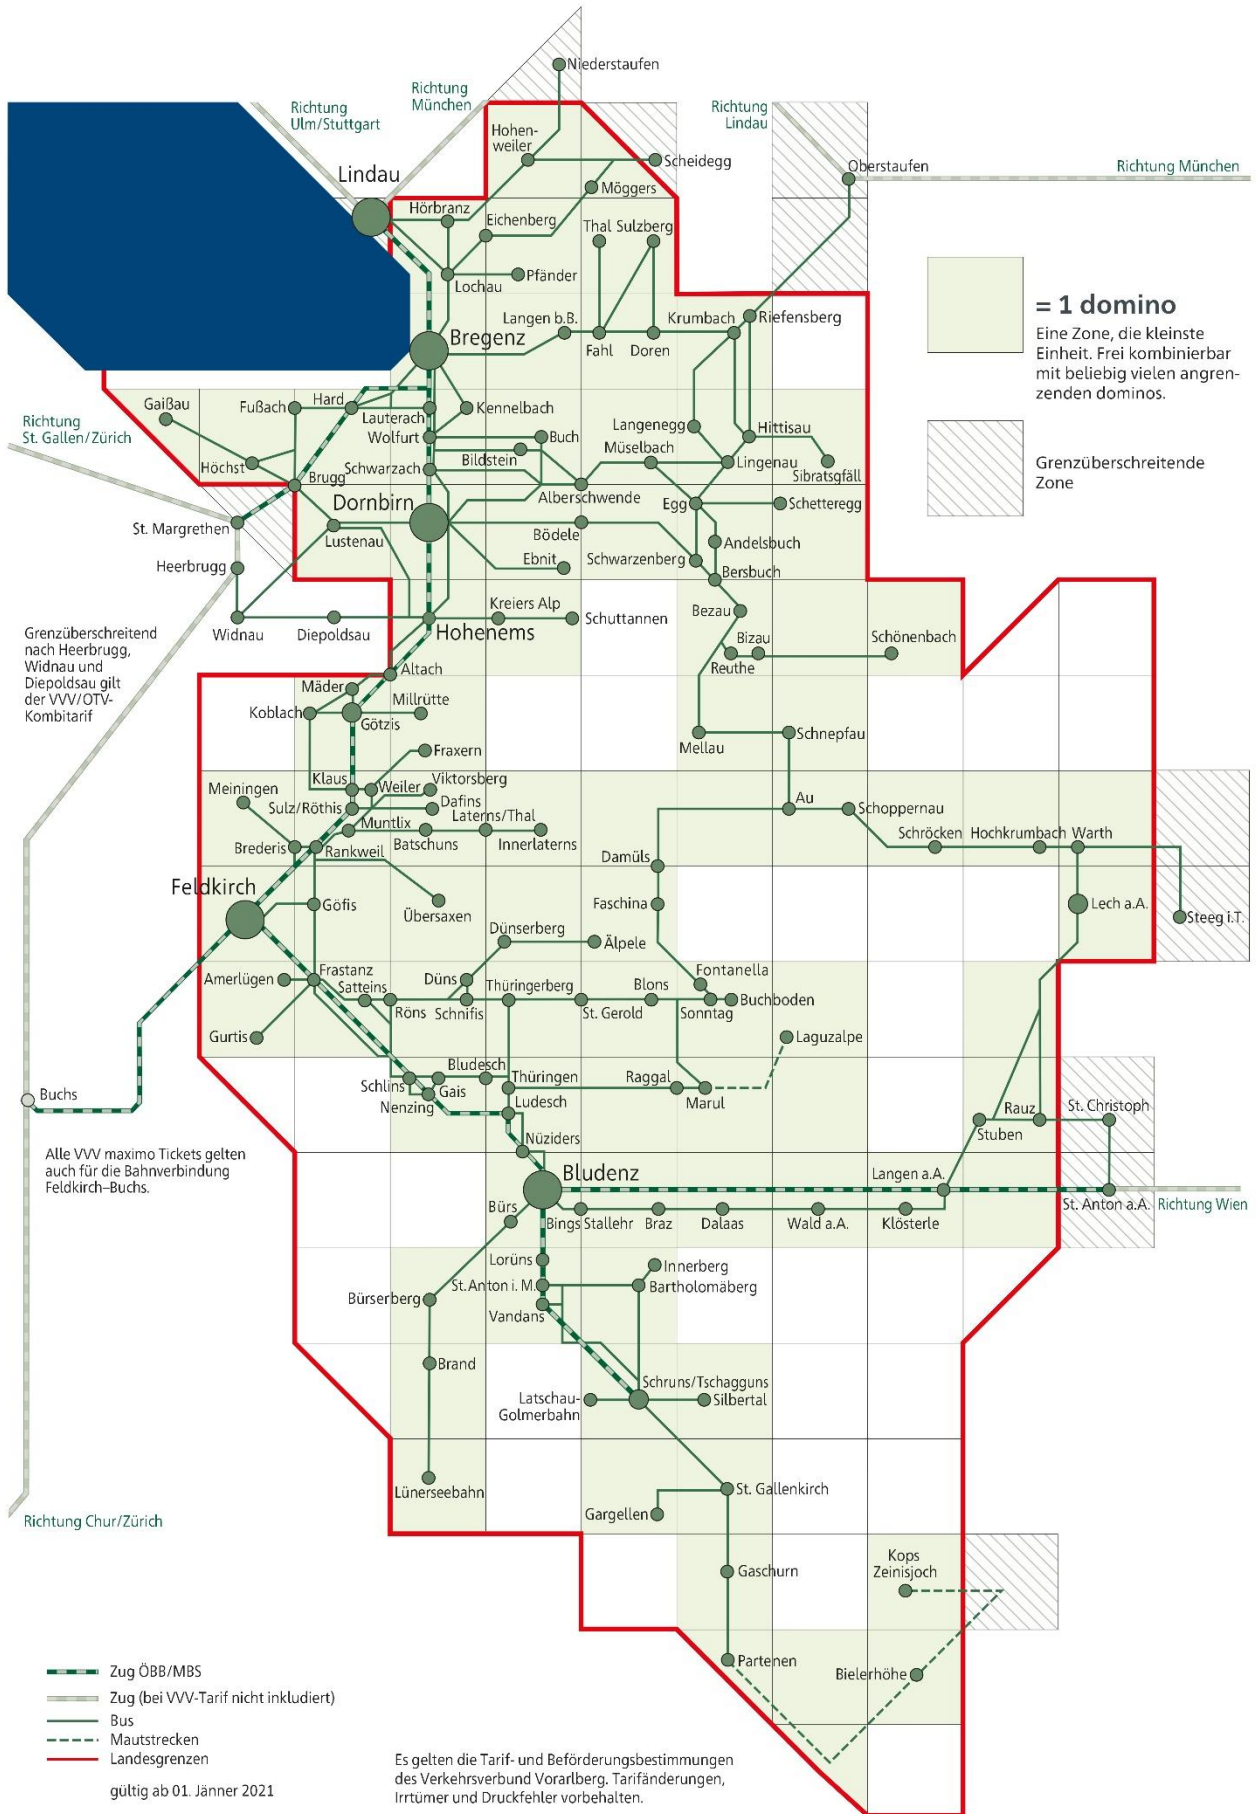 Niederstaufen
Richtung
München
Richtung
Ulm/Stuttgart
Richtung
Lindau
Hohen-
weiler
Scheidegg
Oberstaufen
Richtung München
Lindau
Möggers
Hörbranz
Eichenberg
Thal
Sulzberg
Lochau
Pfänder
Bregenz
Langen b.B.
Krumbach
Riefensberg
Fahl
Doren
= 1 domino
Eine Zone, die kleinste
Einheit. Frei kombinierbar
mit beliebig vielen angren-
zenden dominos.
Gaißau
Fußach
Hard
Lauterach
Kennelbach
Richtung
St. Gallen/Zürich
Wolfurt
Buch
Langenegg
Hittisau
Bildstein
Müselbach
Höchst
Schwarzach
Lingenau
Sibratsgfäll
Brugg
Alberschwende
Grenzüberschreitende
Zone
Dornbirn
Egg
Schetteregg
St. Margrethen
Lustenau
Bödele
Andelsbuch
Ebnit
Schwarzenberg
Heerbrugg
Bersbuch
Widnau
Diepoldsau
Hohenems
Kreiers Alp
Schuttannen
Bezau
Bizau
Schönenbach
Reuthe
Grenzüberschreitend
nach Heerbrugg,
Widnau und
Diepoldsau gilt
der VVV/OTV-
Kombitarif
Altach
Mäder
Millrütte
Koblach
Götzis
Mellau
Schnepfau
Fraxern
Klaus
Weiler
Viktorsberg
Meiningen
Sulz/Röthis
Dafins
Au
Schoppernau
Muntlix
Laterns/Thal
Batschuns
Innerlaterns
Schröcken
Hochkrumbach
Warth
Brederis
Rankweil
Damüls
Feldkirch
Göfis
Übersaxen
Faschina
Lech a.A.
Steeg i.T.
Dünserberg
Älpele
Amerlügen
Frastanz
Satteins
Düns
Thüringerberg
Blons
Fontanella
Röns
Schnifis
St. Gerold
Sonntag
Buchboden
Gurtis
Laguzalpe
Bludesch
Schlins
Gais
Thüringen
Raggal
Marul
Nenzing
Ludesch
Buchs
Rauz
St. Christoph
Stuben
Nüziders
Alle VVV maximo Tickets gelten
auch für die Bahnverbindung
Feldkirch–Buchs.
Bludenz
Langen a.A.
St. Anton a.A.
Richtung Wien
Bürs
Bings
Stallehr
Braz
Dalaas
Wald a.A.
Klösterle
Lorüns
Innerberg
St. Anton i. M.
Bartholomäberg
Bürserberg
Vandans
Brand
Schruns/Tschagguns
Latschau-
Golmerbahn
Silbertal
Lünerseebahn
St. Gallenkirch
Gargellen
Richtung Chur/Zürich
Gaschurn
Kops
Zeinisjoch
Partenen
Bielerhöhe
Zug ÖBB/MBS
Zug (bei VVV-Tarif nicht inkludiert)
Bus
Mautstrecken
Landesgrenzen
gültig ab 01. Jänner 2021
Es gelten die Tarif- und Beförderungsbestimmungen
des Verkehrsverbund Vorarlberg. Tarifänderungen,
Irrtümer und Druckfehler vorbehalten.